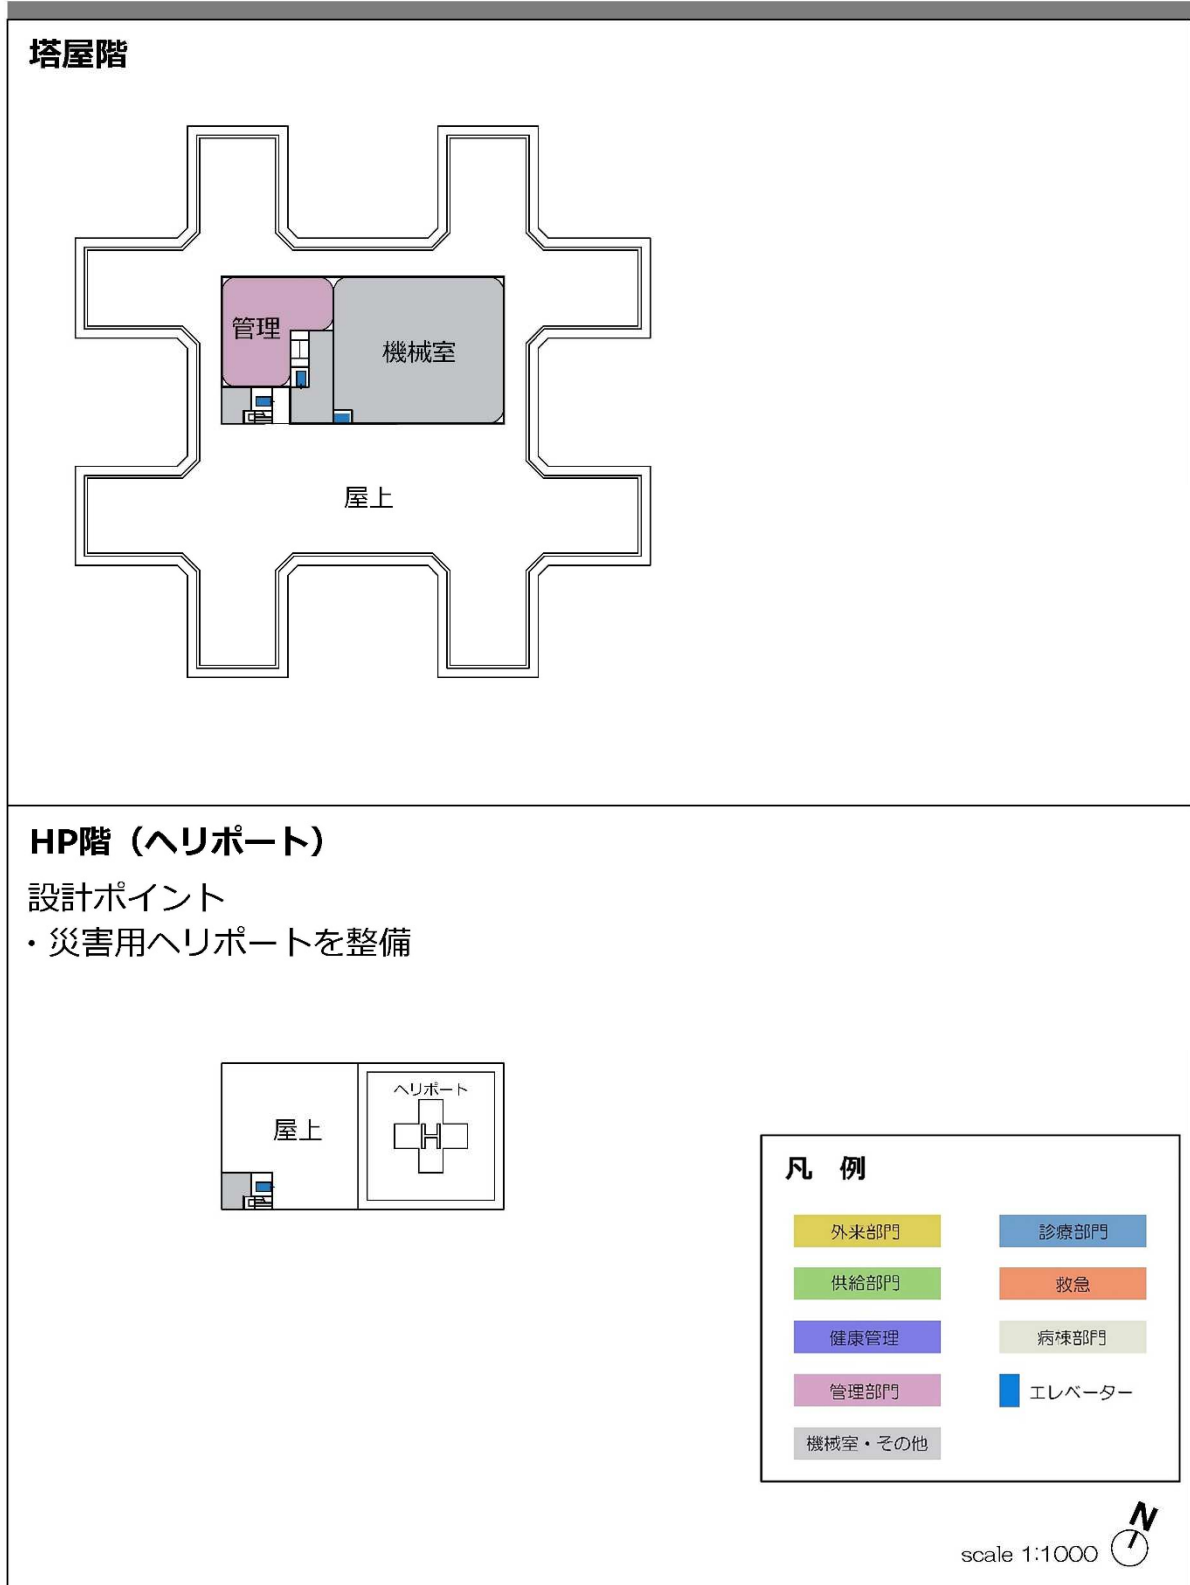 塔屋階
管理
機械室
屋上
HP階（ヘリポート）
設計ポイント
・災害用ヘリポートを整備
ヘリポート
屋上
H
凡 例
外来部門
診療部門
供給部門
救急
健康管理
病棟部門
管理部門
エレベーター
機械室・その他
N
scale 1:1000